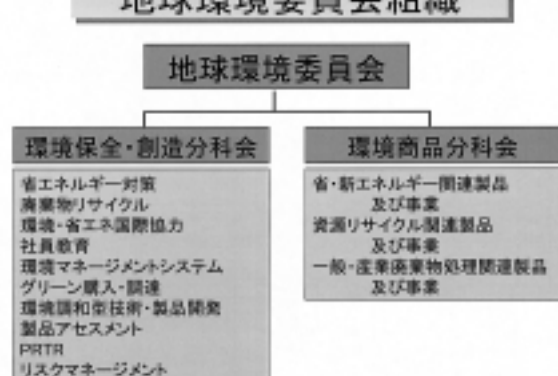 地球環境委員会組織
地球環境委員会
環境保全・創造分科会
省エネルギー対策
廃棄物リサイクル
環境・省エネ国際協力
社員教育
環境マネージメントシステム
グリーン購入・調達
環境調和型技術・製品開発
製品アセスメント
PRTR
リスクマネージメント
環境商品分科会
省・新エネルギー関連製品
及び事業
資源リサイクル関連製品
及び事業
一般・産業廃棄物処理関連製品
及び事業